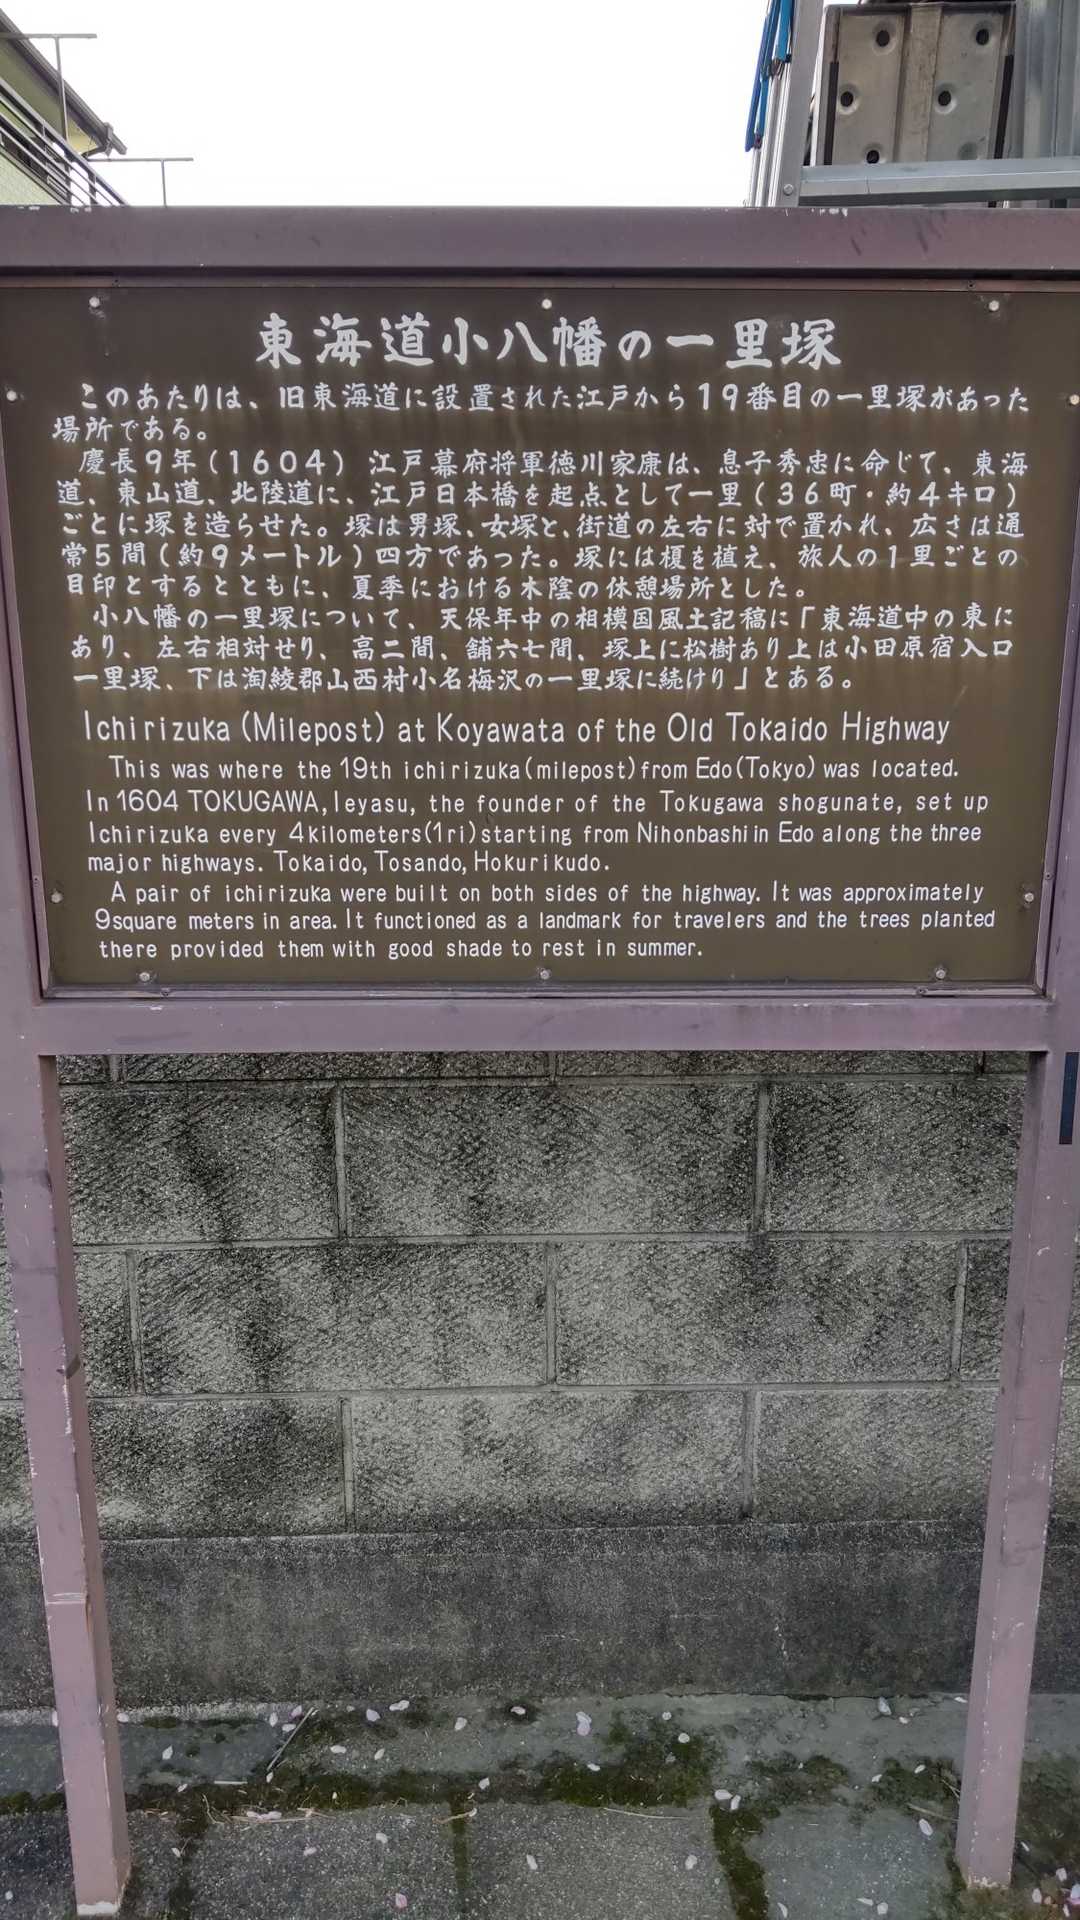 東海道小八幡の一里塚
このあたりは、旧東海道に設置された江戸から19番目の一里塚があった
場所である。
慶長9年(1604)江戸幕府将軍徳川家康は、息子秀忠に命じて、東海
道、東山道、北陸道に、江戸日本橋を起点として一里(36町・約4キロ)
ごとに塚を造らせた。塚は男塚、女塚と、街道の左右に対で置かれ、広さは通
常5間(約9メートル)四方であった。塚には榎を植え、旅人の1里ごとの
目印とするとともに、夏季における木陰の休憩場所とした。
小八幡の一里塚について、天保年中の相模国風土記稿に「東海道中の東に
あり、左右相対せり、高二間、舗六七間、塚上に松樹あり上は小田原宿入口
一里塚、下は淘綾郡山西村小名梅沢の一里塚に続けり」とある。
Ichirizuka (Milepost) at Koyawata of the Old Tokaido Highway
This was where the 19th ichirizuka(milepost)from Edo(Tokyo) was located.
In 1604 TOKUGAWA, Ieyasu, the founder of the Tokugawa shogunate, set up
Ichirizuka every 4kilometers(1ri)starting from Nihonbashi in Edo along the three
major highways. Tokaido, Tosando, Hokurikudo.
A pair of ichirizuka were built on both sides of the highway. It was approximately
9square meters in area. It functioned as a landmark for travelers and the trees planted
there provided them with good shade to rest in summer.